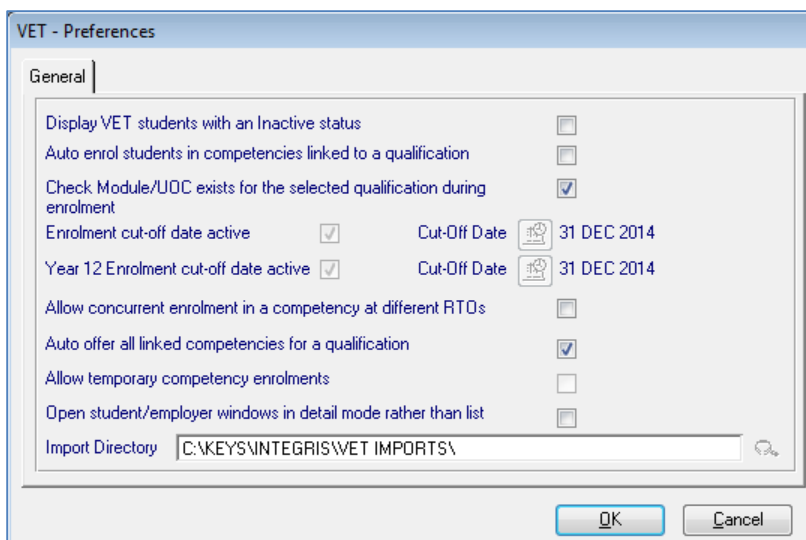 VET - Preferences
General
Display VET students with an Inactive status
Auto enrol students in competencies linked to a qualification
Check Module/UOC exists for the selected qualification during
enrolment
Enrolment cut-off date active Cut-Off Date 31 DEC 2014
Year 12 Enrolment cut-off date active Cut-Off Date 31 DEC 2014
Allow concurrent enrolment in a competency at different RTOs
Auto offer all linked competencies for a qualification
Allow temporary competency enrolments
Open student/employer windows in detail mode rather than list
Import Directory C:\KEYS\INTEGRIS\VET IMPORTS\
OK Cancel